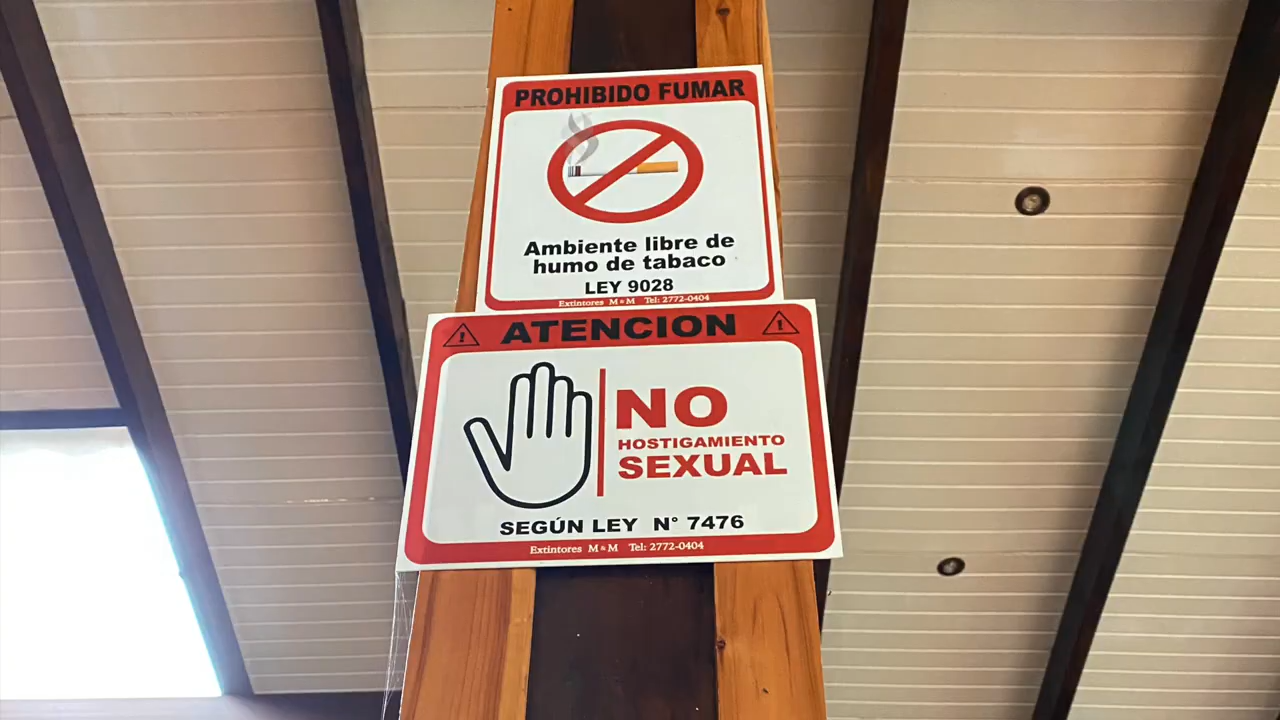 PROHIBIDO FUMAR
Ambiente libre de
humo de tabaco
LEY 9028
Extintores M&M Tel: 2772-0404
ATENCION
NO
HOSTIGAMIENTO
SEXUAL
SEGÚN LEY N° 7476
Extintores M&M Tel: 2772-0404